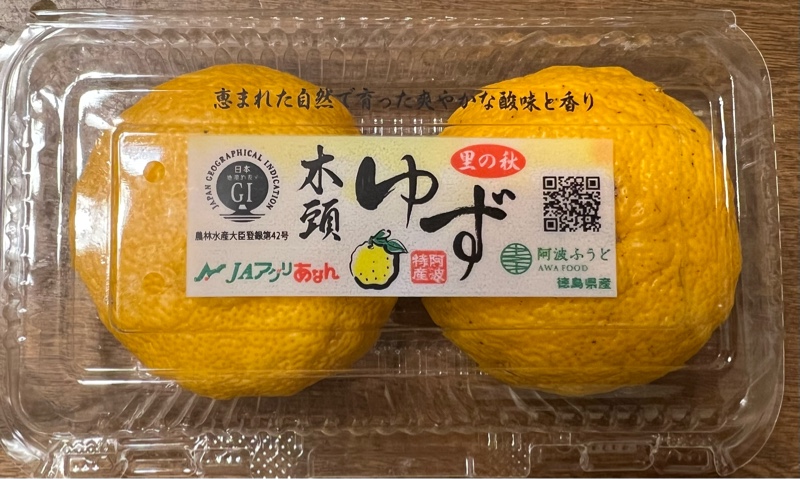 恵まれた自然で育った爽やかな酸味と香り
里の秋
木頭
ゆず
JAPAN GEOGRAPHICAL INDICATION
日本
GI
農林水産大臣登録第42号
JAアグリあなん
阿波
特産
阿波ふうど
AWA FOOD
徳島県産